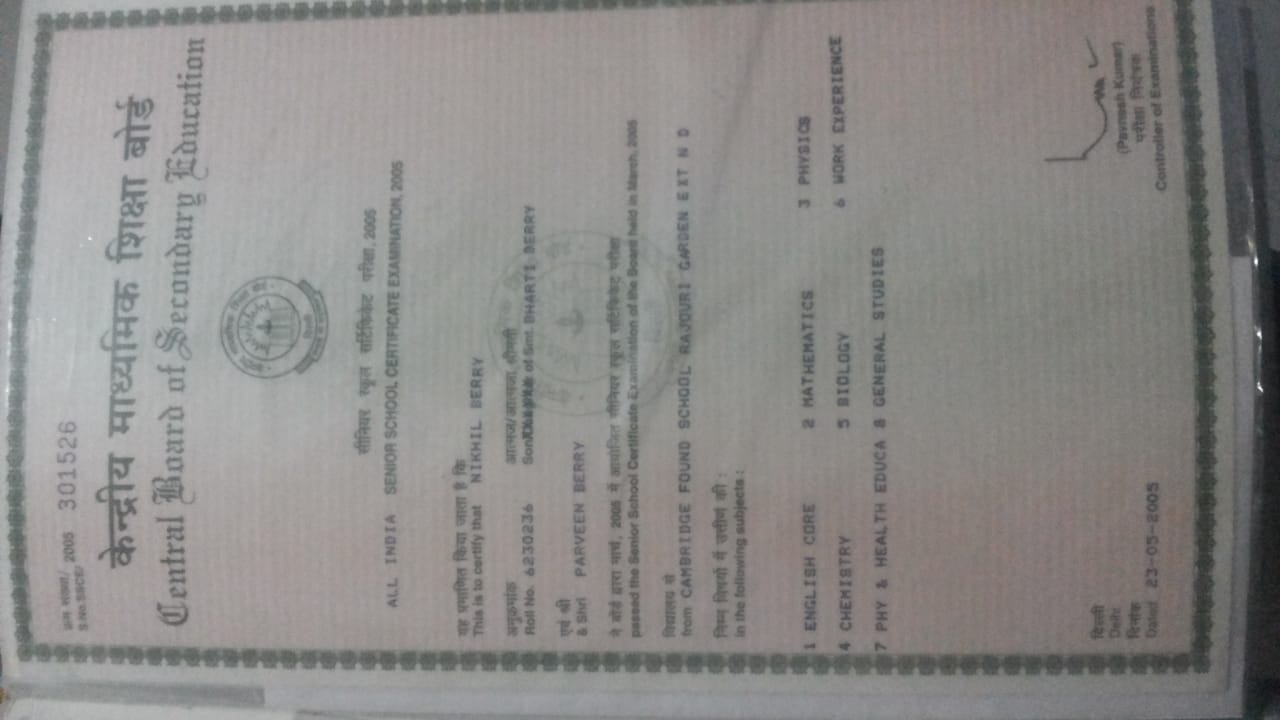 क्रम संख्या/
S.No.SSCE/ 2005 301526
केन्द्रीय माध्यमिक शिक्षा बोर्ड
Central Board of Secondary Education
सीनियर स्कूल सर्टिफिकेट परीक्षा, 2005
ALL INDIA SENIOR SCHOOL CERTIFICATE EXAMINATION, 2005
यह प्रमाणित किया जाता है कि
This is to certify that NIKHIL BERRY
अनुक्रमांक आत्मज/आत्मजा श्रीमती
Roll No. 6230236 Son/Daughter of Smt. BHARTI BERRY
एवं श्री
& Shri PARVEEN BERRY
ने बोर्ड द्वारा मार्च, 2005 में आयोजित सीनियर स्कूल सर्टिफिकेट परीक्षा
passed the Senior School Certificate Examination of the Board held in March, 2005
विद्यालय से
from CAMBRIDGE FOUND SCHOOL RAJOURI GARDEN EXT N D
निम्न विषयों में उत्तीर्ण की :
in the following subjects :
1 ENGLISH CORE 2 MATHEMATICS 3 PHYSICS
4 CHEMISTRY 5 BIOLOGY 6 WORK EXPERIENCE
7 PHY & HEALTH EDUCA 8 GENERAL STUDIES
दिल्ली
Delhi
दिनांक
Dated 23-05-2005
(Pavnesh Kumar)
परीक्षा नियंत्रक
Controller of Examinations